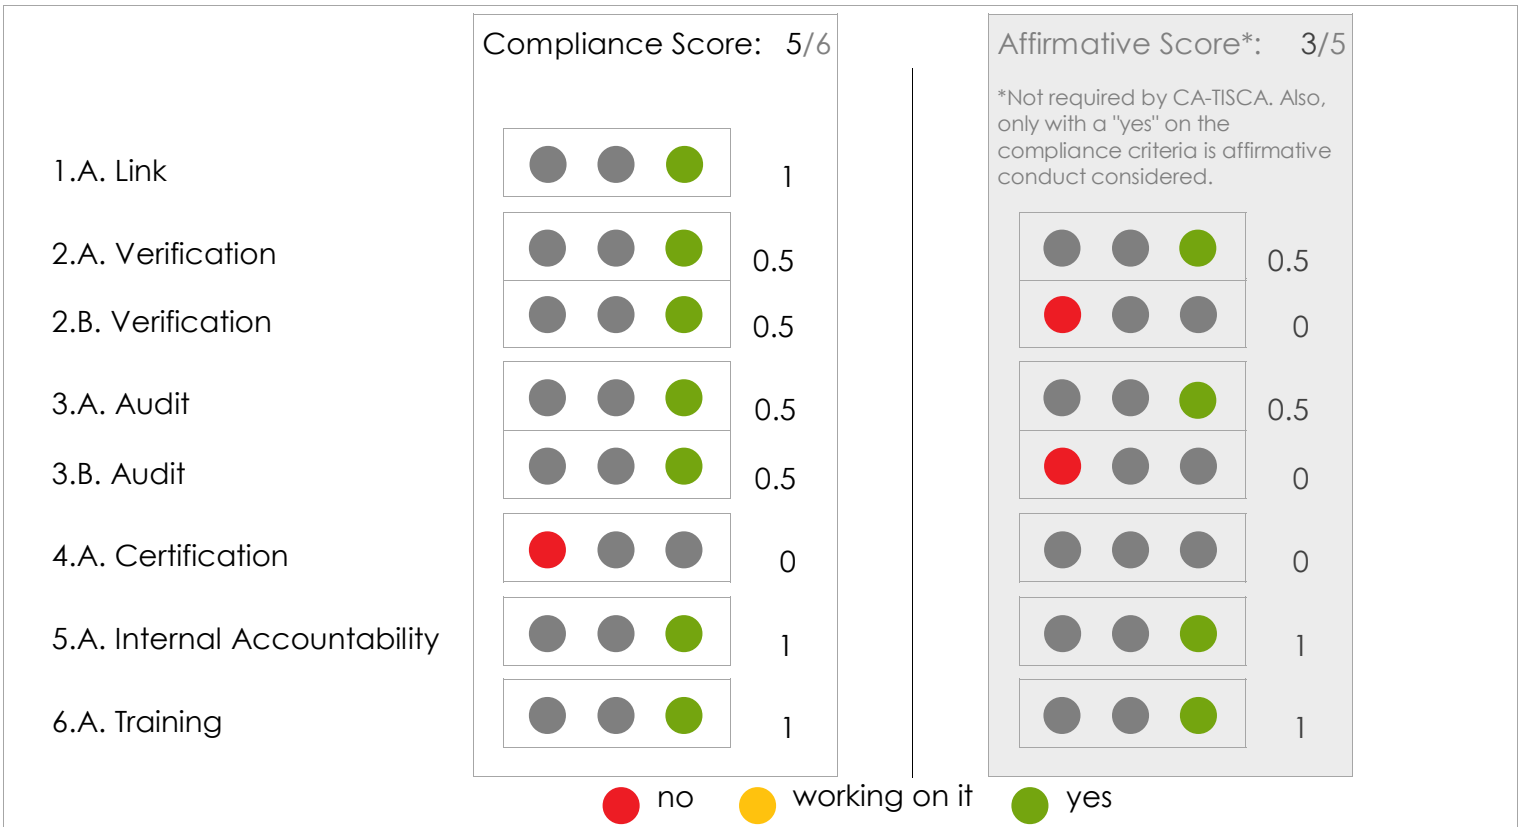 Compliance Score: 5/6
Affirmative Score*: 3/5
*Not required by CA-TISCA. Also,
only with a "yes" on the
compliance criteria is affirmative
conduct considered.
1.A. Link 1
2.A. Verification 0.5 0.5
2.B. Verification 0.5 0
3.A. Audit 0.5 0.5
3.B. Audit 0.5 0
4.A. Certification 0 0
5.A. Internal Accountability 1 1
6.A. Training 1 1
no working on it yes